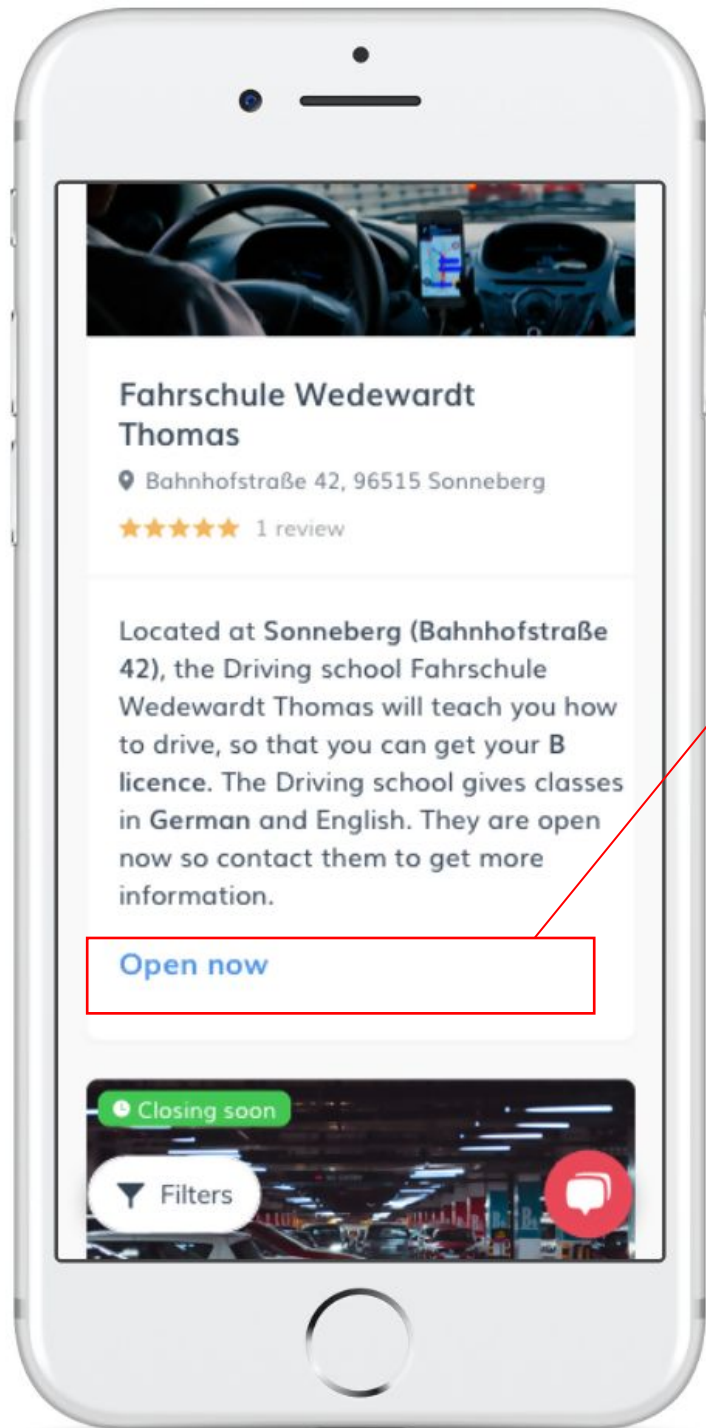 Fahrschule Wedewardt
Thomas
Bahnhofstraße 42, 96515 Sonneberg
1 review
Located at Sonneberg (Bahnhofstraße
42), the Driving school Fahrschule
Wedewardt Thomas will teach you how
to drive, so that you can get your B
licence. The Driving school gives classes
in German and English. They are open
now so contact them to get more
information.
Open now
Closing soon
Filters